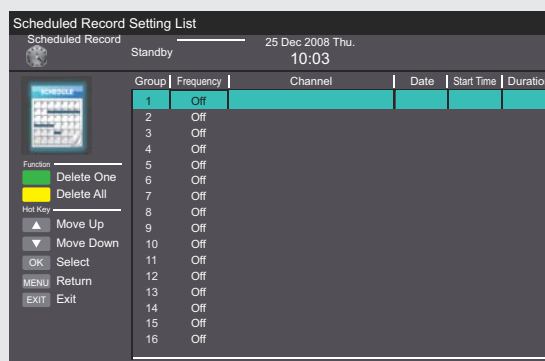 Scheduled Record Setting List
Scheduled Record
Standby
25 Dec 2008 Thu.
10:03
SCHEDULE
Group Frequency Channel Date Start Time Duratio
1 Off
2 Off
3 Off
4 Off
5 Off
6 Off
7 Off
8 Off
9 Off
10 Off
11 Off
12 Off
13 Off
14 Off
15 Off
16 Off
Function
Delete One
Delete All
Hot Key
Move Up
Move Down
OK Select
MENU Return
EXIT Exit